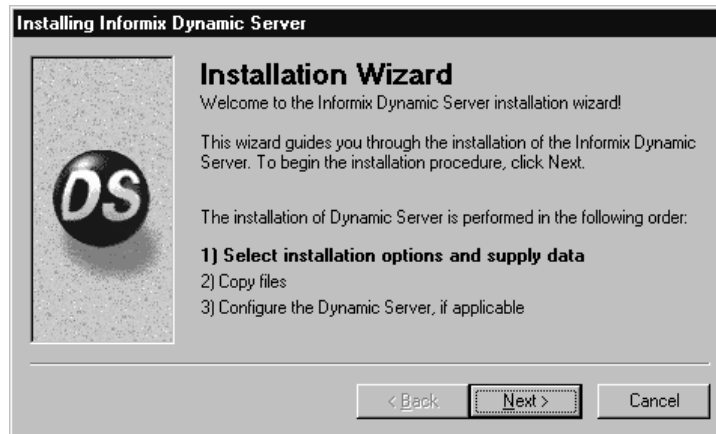 Installing Informix Dynamic Server
DS
Installation Wizard
Welcome to the Informix Dynamic Server installation wizard!
This wizard guides you through the installation of the Informix Dynamic
Server. To begin the installation procedure, click Next.
The installation of Dynamic Server is performed in the following order:
1) Select installation options and supply data
2) Copy files
3) Configure the Dynamic Server, if applicable
< Back
Next >
Cancel